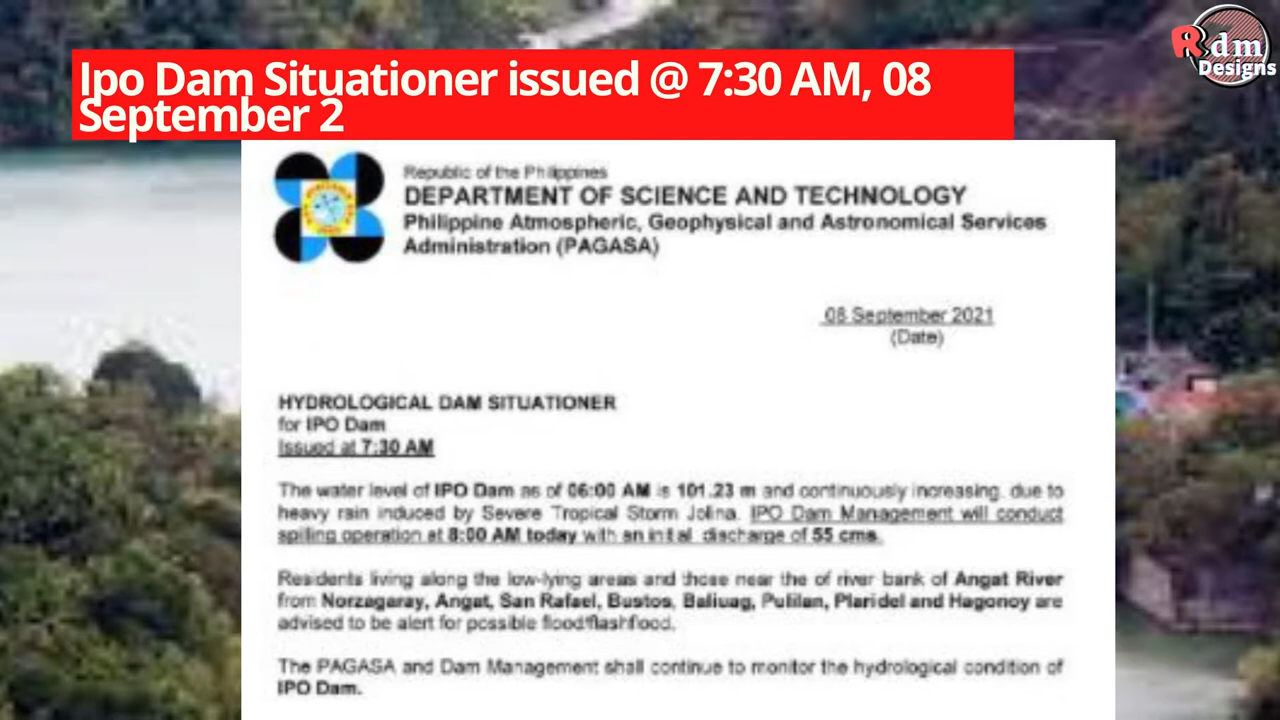 Rdm
Designs
Ipo Dam Situationer issued @ 7:30 AM, 08
September 2
Republic of the Philippines
DEPARTMENT OF SCIENCE AND TECHNOLOGY
Philippine Atmospheric, Geophysical and Astronomical Services
Administration (PAGASA)
08 September 2021
(Date)
HYDROLOGICAL DAM SITUATIONER
for IPO Dam
Issued at 7:30 AM
The water level of IPO Dam as of 06:00 AM is 101.23 m and continuously increasing, due to
heavy rain induced by Severe Tropical Storm Jolina. IPO Dam Management will conduct
spilling operation at 8:00 AM today with an initial discharge of 55 cms.
Residents living along the low-lying areas and those near the of river bank of Angat River
from Norzagaray, Angat, San Rafael, Bustos, Baliuag, Pulilan, Plaridel and Hagonoy are
advised to be alert for possible flood/flashflood.
The PAGASA and Dam Management shall continue to monitor the hydrological condition of
IPO Dam.